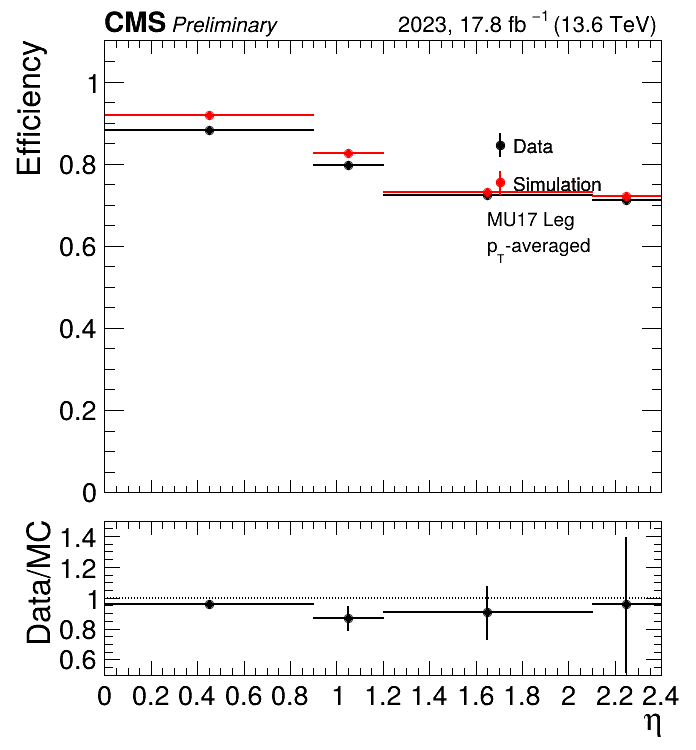 CMS Preliminary 2023, 17.8 fb⁻¹ (13.6 TeV)
Efficiency
1
0.8
0.6
0.4
0.2
0
Data
Simulation
MU17 Leg
p_T-averaged
Data/MC
1.4
1.2
1
0.8
0.6
0 0.2 0.4 0.6 0.8 1 1.2 1.4 1.6 1.8 2 2.2 2.4
η